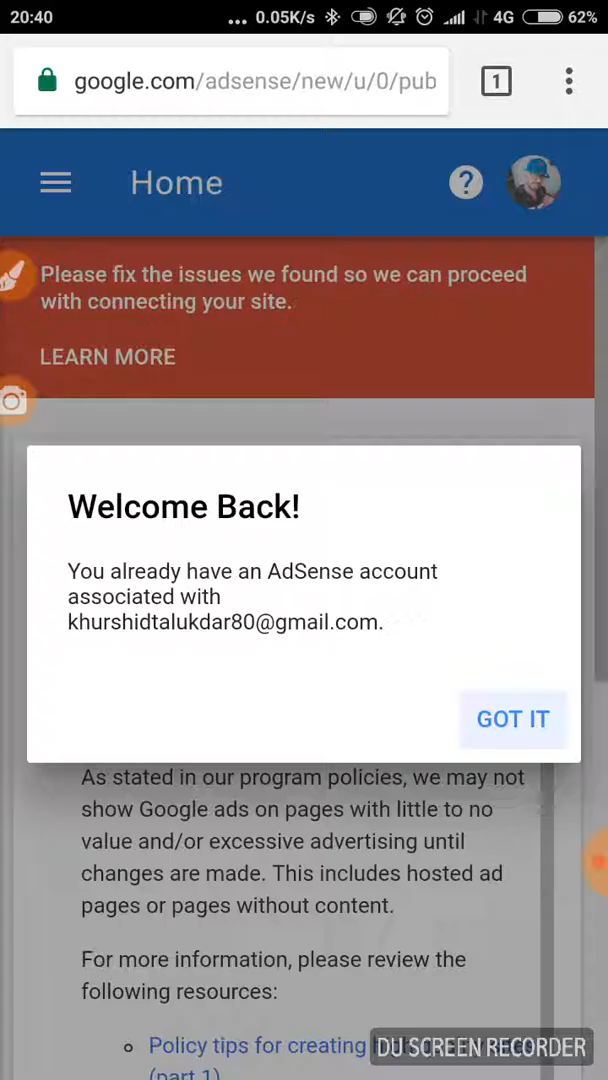 20:40 ... 0.05K/s 4G 62%
google.com/adsense/new/u/0/pub 1
Home ?
Please fix the issues we found so we can proceed
with connecting your site.
LEARN MORE
Welcome Back!
You already have an AdSense account
associated with
khurshidtalukdar80@gmail.com.
GOT IT
As stated in our program policies, we may not
show Google ads on pages with little to no
value and/or excessive advertising until
changes are made. This includes hosted ad
pages or pages without content.
For more information, please review the
following resources:
Policy tips for creating
DU SCREEN RECORDER
(part 1)